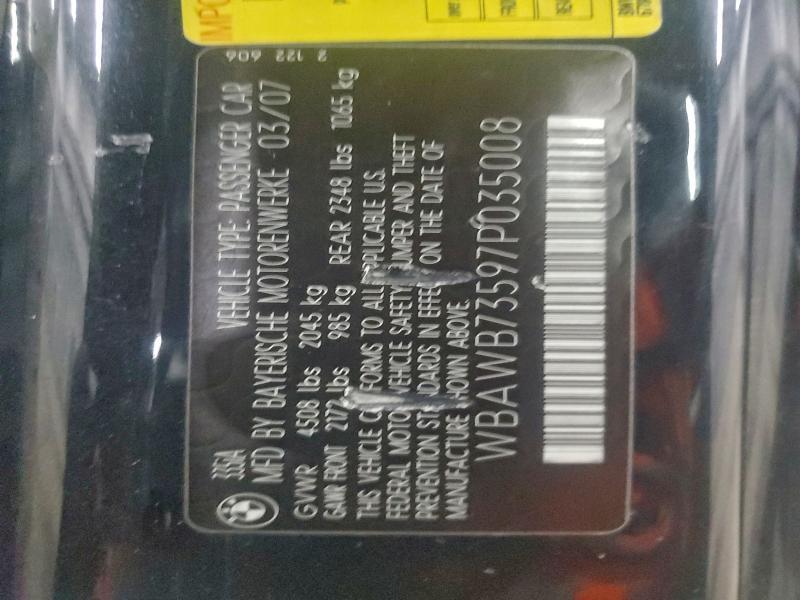 VEHICLE TYPE: PASSENGER CAR
MFD BY BAYERISCHE MOTORENWERKE 03/07
GVWR 4508 lbs 2045 kg
GAWR FRONT 2172 lbs 985 kg REAR 2348 lbs 1065 kg
THIS VEHICLE CONFORMS TO ALL APPLICABLE U.S.
FEDERAL MOTOR VEHICLE SAFETY BUMPER AND THEFT
PREVENTION STANDARDS IN EFFECT ON THE DATE OF
MANUFACTURE SHOWN ABOVE.
WBAWB73597P035008
2 122 606